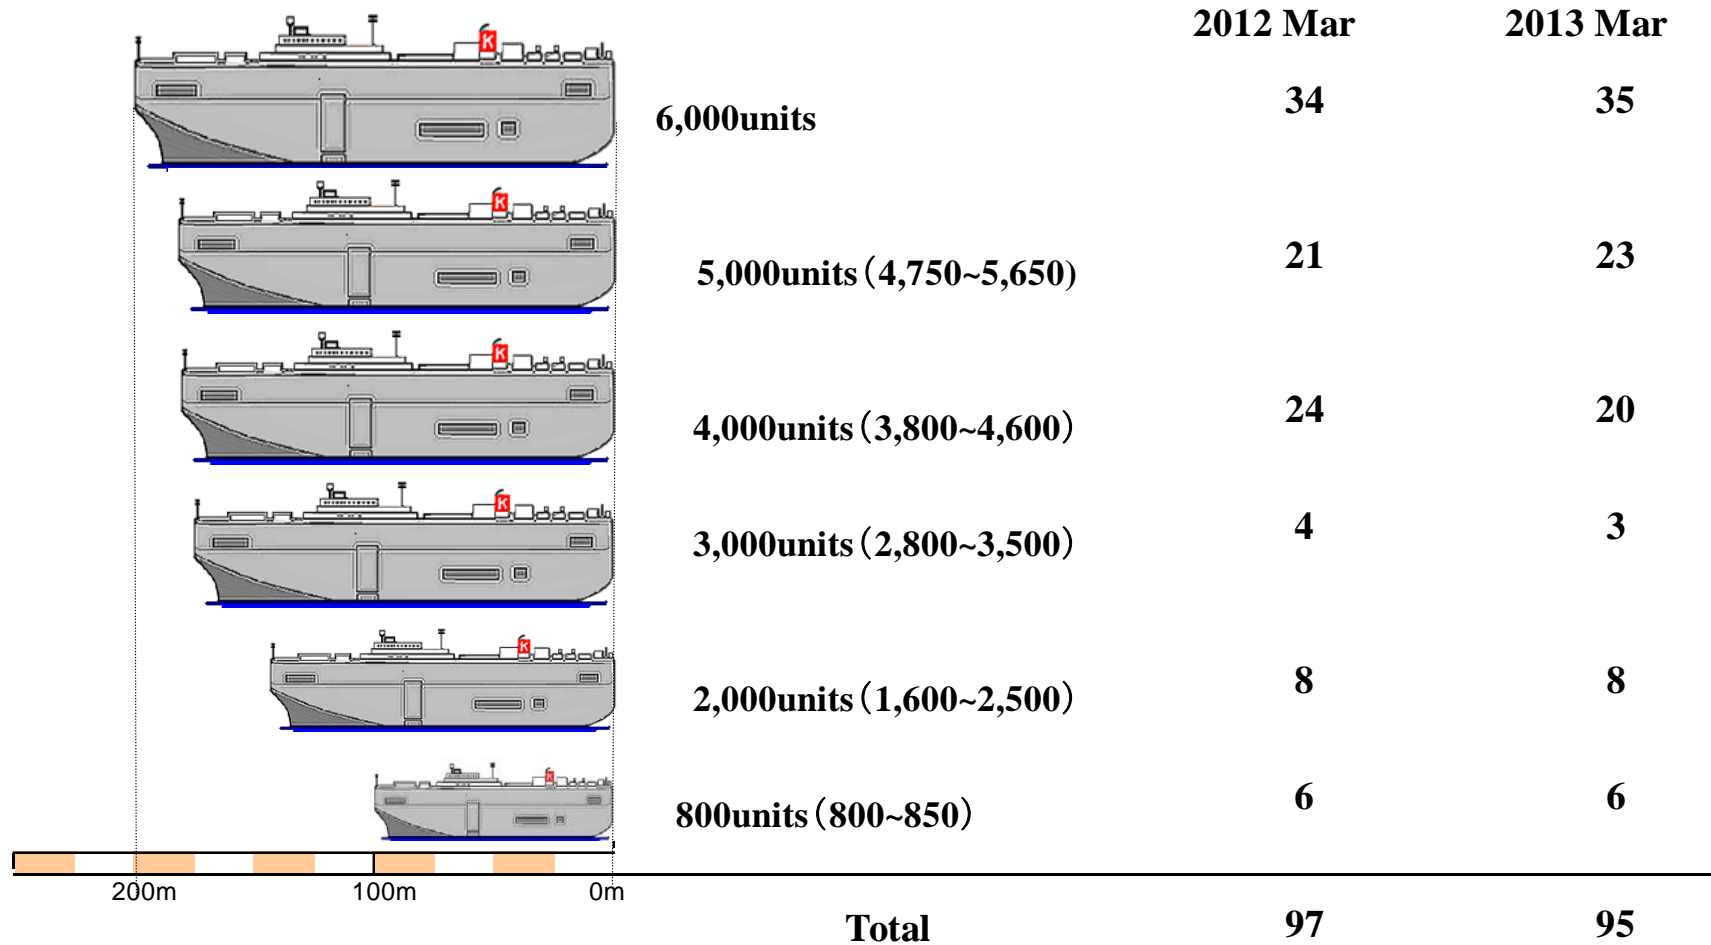 2012 Mar 2013 Mar
K
6,000units 34 35
K
5,000units（4,750~5,650) 21 23
K
4,000units（3,800~4,600） 24 20
K
3,000units（2,800~3,500） 4 3
K
2,000units（1,600~2,500） 8 8
K
800units（800~850） 6 6
200m 100m 0m
Total 97 95